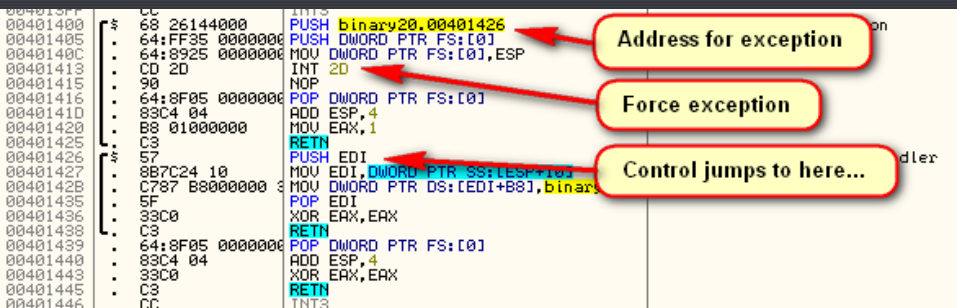 CC INT3
00401400 $ 68 26144000 PUSH binary20.00401426 Address for exception on
00401405 . 64:FF35 0000000 PUSH DWORD PTR FS:[0]
0040140C . 64:8925 0000000 MOV DWORD PTR FS:[0],ESP
00401413 . CD 2D INT 2D
00401415 . 90 NOP Force exception
00401416 . 64:8F05 0000000 POP DWORD PTR FS:[0]
0040141D . 83C4 04 ADD ESP,4
00401420 . B8 01000000 MOV EAX,1
00401425 . C3 RETN
00401426 $ 57 PUSH EDI dler
00401427 . 8B7C24 10 MOV EDI,DWORD PTR SS:[ESP+10] Control jumps to here...
0040142B . C787 B8000000 3 MOV DWORD PTR DS:[EDI+B8],binary
00401435 . 5F POP EDI
00401436 . 33C0 XOR EAX,EAX
00401438 . C3 RETN
00401439 . 64:8F05 0000000 POP DWORD PTR FS:[0]
00401440 . 83C4 04 ADD ESP,4
00401443 . 33C0 XOR EAX,EAX
00401445 . C3 RETN
00401446 CC INT3